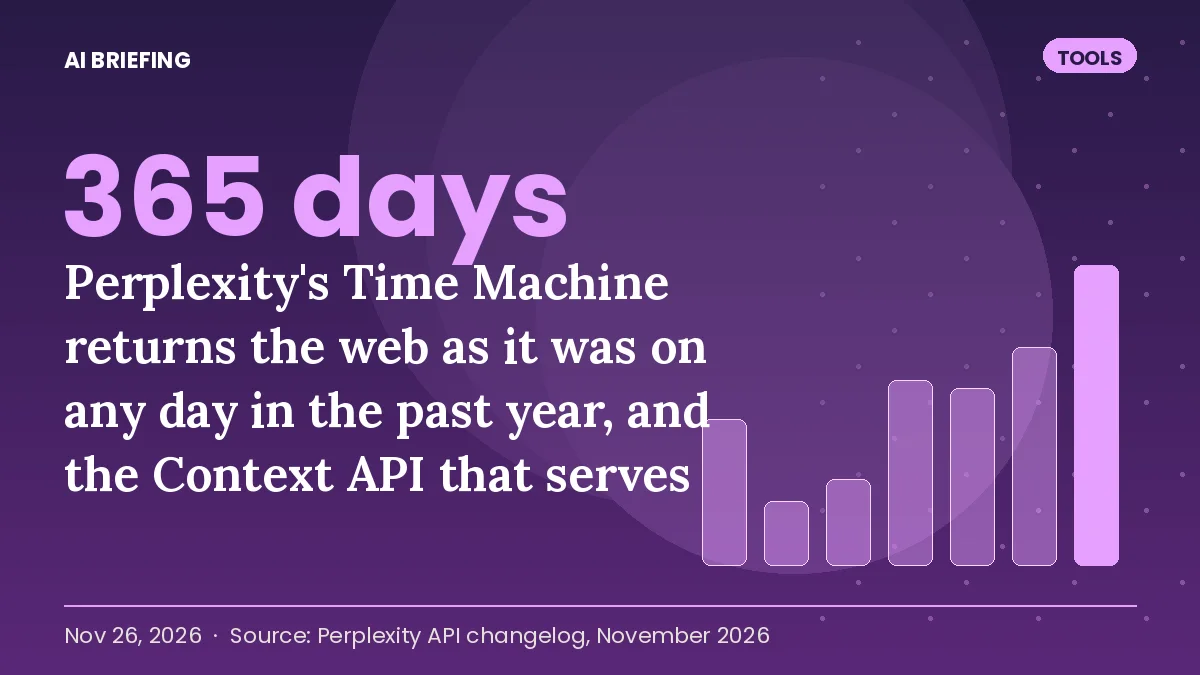 AI BRIEFING
TOOLS
365 days
Perplexity's Time Machine
returns the web as it was on
any day in the past year, and
the Context API that serves
Nov 26, 2026 · Source: Perplexity API changelog, November 2026